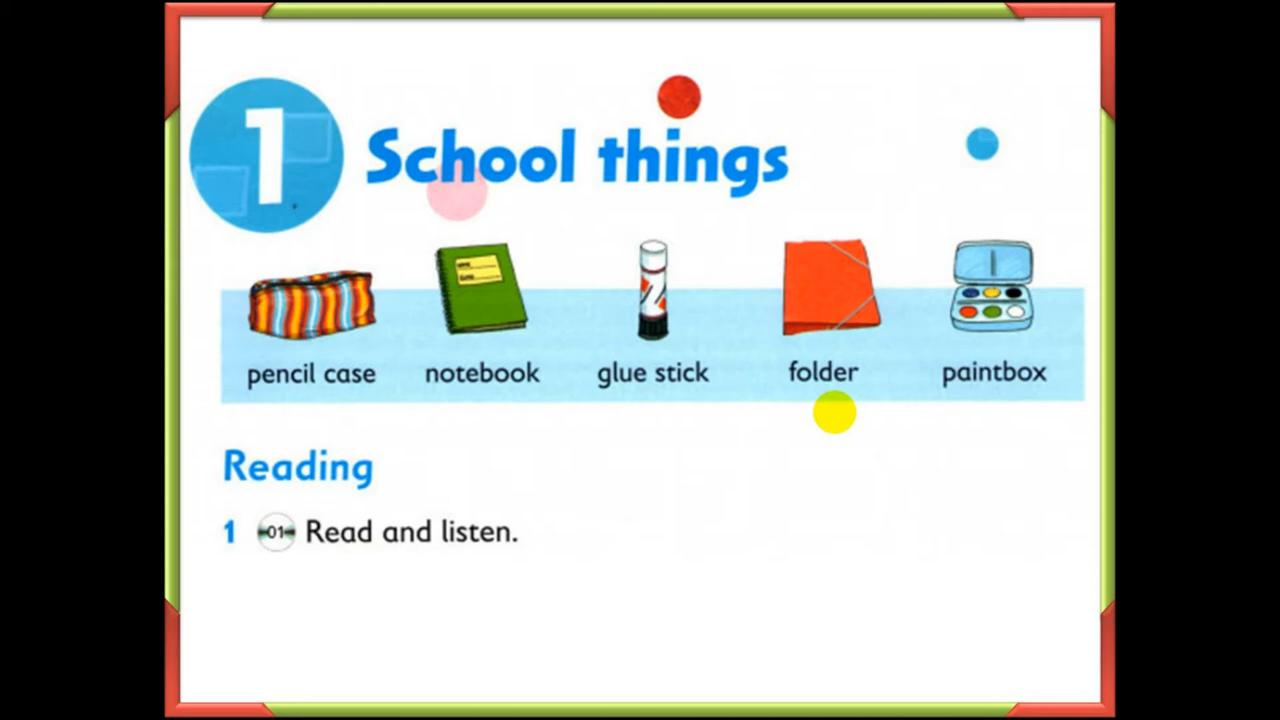 1 School things
pencil case notebook glue stick folder paintbox
Reading
1 01 Read and listen.